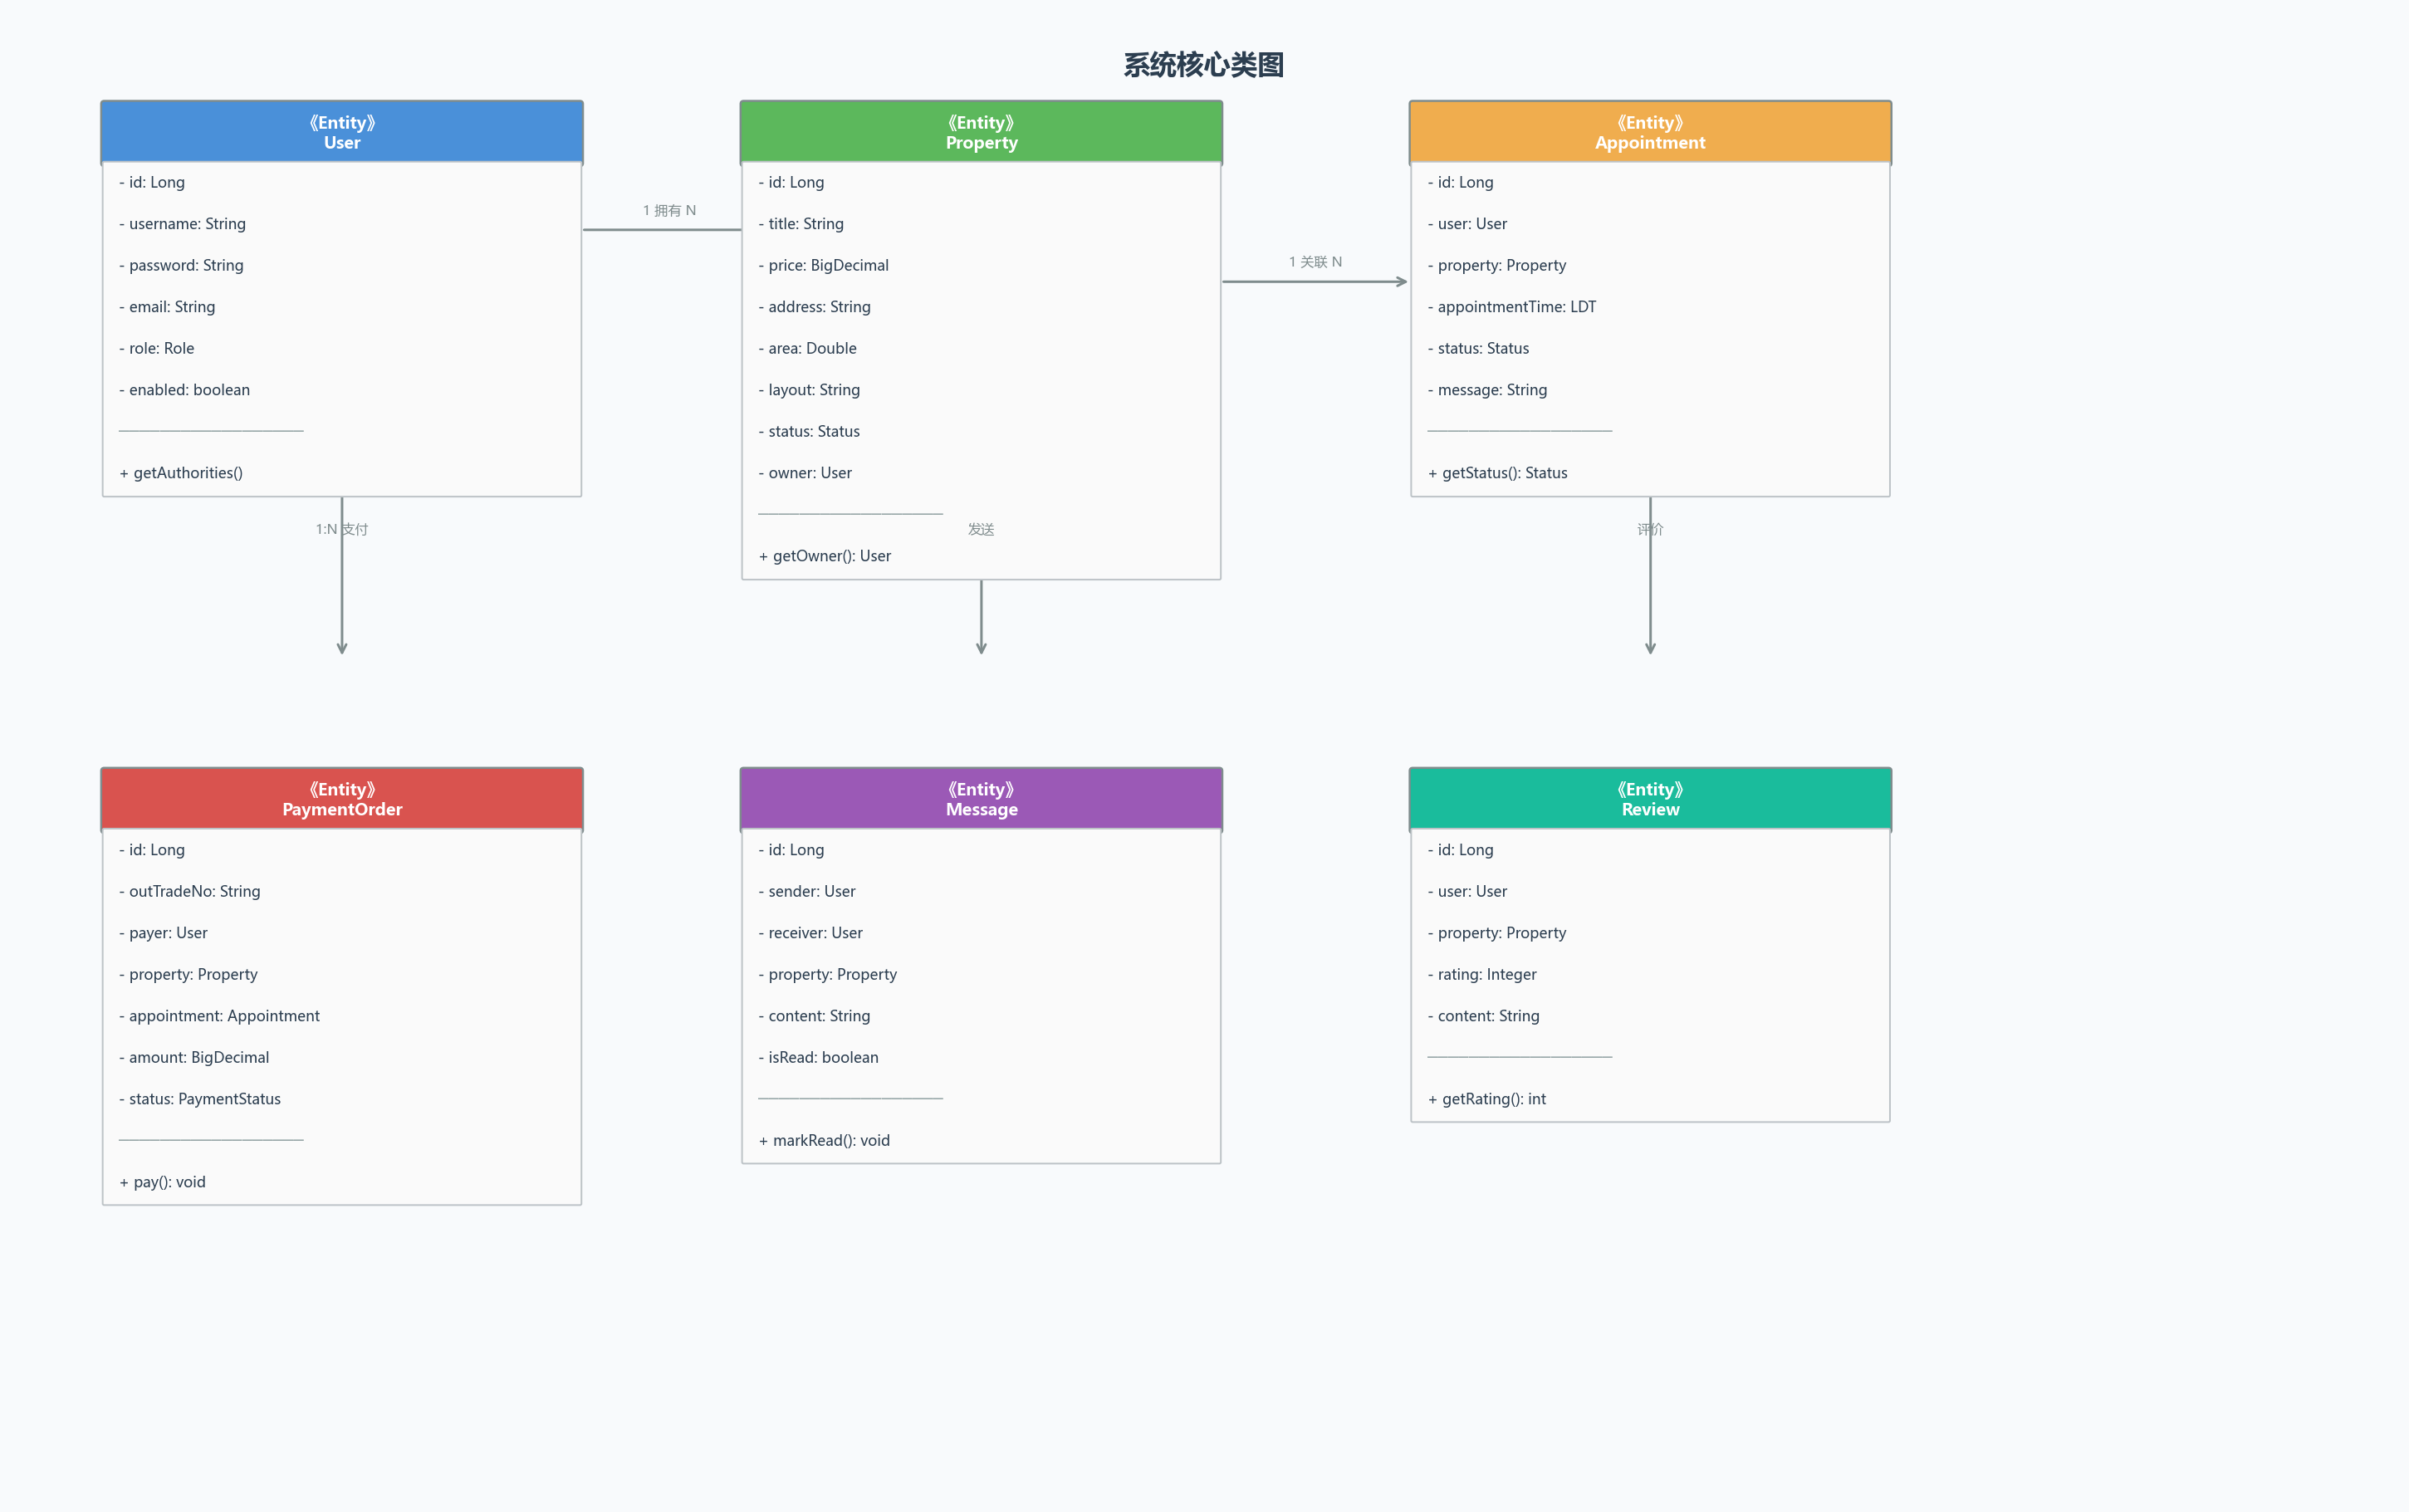 系统核心类图
《Entity》
User
- id: Long
- username: String
- password: String
- email: String
- role: Role
- enabled: boolean
+ getAuthorities()
1 拥有 N
《Entity》
Property
- id: Long
- title: String
- price: BigDecimal
- address: String
- area: Double
- layout: String
- status: Status
- owner: User
+ getOwner(): User
1 关联 N
《Entity》
Appointment
- id: Long
- user: User
- property: Property
- appointmentTime: LDT
- status: Status
- message: String
+ getStatus(): Status
1:N 支付
发送
评价
《Entity》
PaymentOrder
- id: Long
- outTradeNo: String
- payer: User
- property: Property
- appointment: Appointment
- amount: BigDecimal
- status: PaymentStatus
+ pay(): void
《Entity》
Message
- id: Long
- sender: User
- receiver: User
- property: Property
- content: String
- isRead: boolean
+ markRead(): void
《Entity》
Review
- id: Long
- user: User
- property: Property
- rating: Integer
- content: String
+ getRating(): int